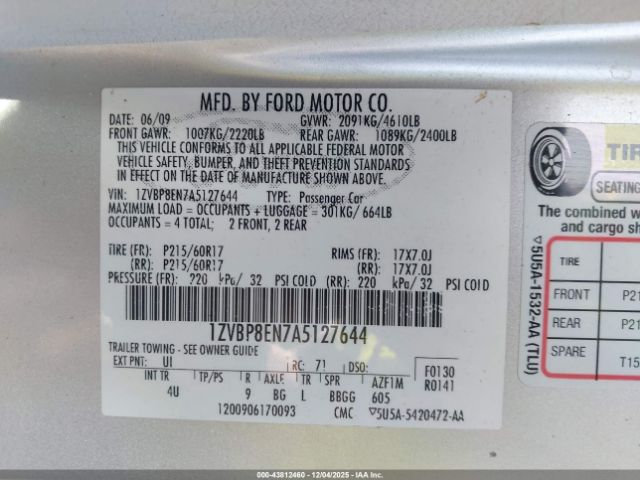 MFD. BY FORD MOTOR CO.
DATE: 06/09 GVWR: 2091KG/4610LB
FRONT GAWR: 1007KG/2220LB REAR GAWR: 1089KG/2400LB
THIS VEHICLE CONFORMS TO ALL APPLICABLE FEDERAL MOTOR
VEHICLE SAFETY, BUMPER, AND THEFT PREVENTION STANDARDS
IN EFFECT ON THE DATE OF MANUFACTURE SHOWN ABOVE.
VIN: 1ZVBP8EN7A5127644 TYPE: Passenger Car
MAXIMUM LOAD = OCCUPANTS + LUGGAGE = 301KG/ 664LB
OCCUPANTS = 4 TOTAL; 2 FRONT, 2 REAR
TIRE (FR): P215/60R17 RIMS (FR): 17X7.0J
(RR): P215/60R17 (RR): 17X7.0J
PRESSURE (FR): 220 kPa/ 32 PSI COLD (RR): 220 kPa/ 32 PSI COLD
1ZVBP8EN7A5127644
TRAILER TOWING - SEE OWNER GUIDE
EXT PNT: UI RC: 71 DSO: F0130
INT TR TP/PS R AXLE TR SPR AZF1M R0141
4U 9 BG L BBGG 605
1200906170093 CMC ▽5U5A-5420472-AA
TIR
SEATING
The combined w
and cargo sh
TIRE
FRONT P21
REAR P21
SPARE T15
▽5U5A-1532-AA (TLU)
IAA - 43812460 - 12/04/2025 - IAAI.com